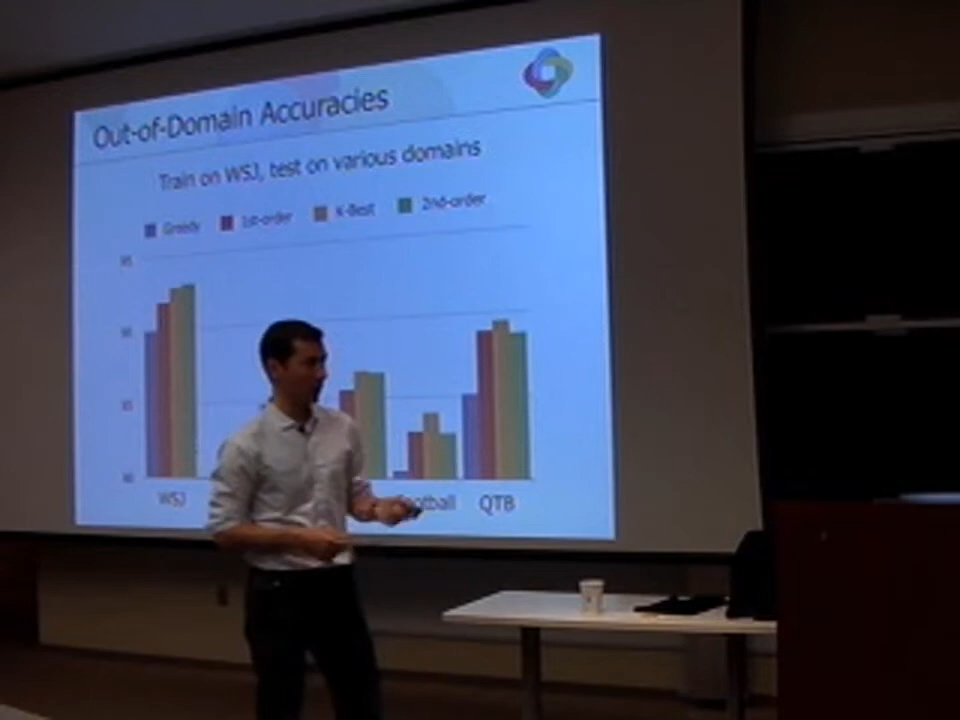 Out-of-Domain Accuracies
Train on WSJ, test on various domains
Greedy 1st-order K-Best 2nd-order
95
90
85
80
WSJ QTB